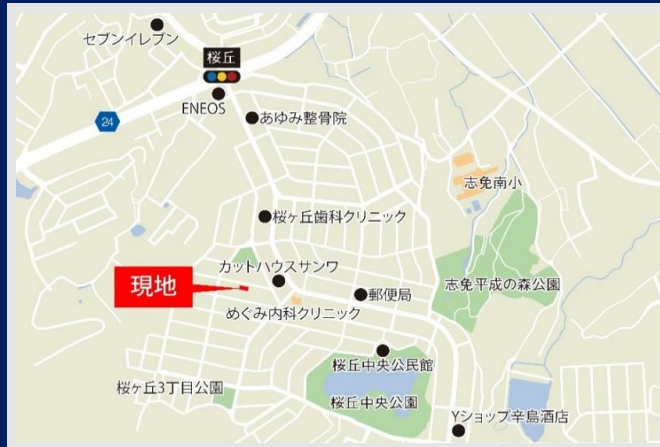 セブンイレブン
桜丘
ENEOS
24
あゆみ整骨院
志免南小
桜ヶ丘歯科クリニック
カットハウスサンワ
現地
郵便局
志免平成の森公園
めぐみ内科クリニック
桜丘中央公民館
桜ヶ丘3丁目公園
桜丘中央公園
Yショップ辛島酒店